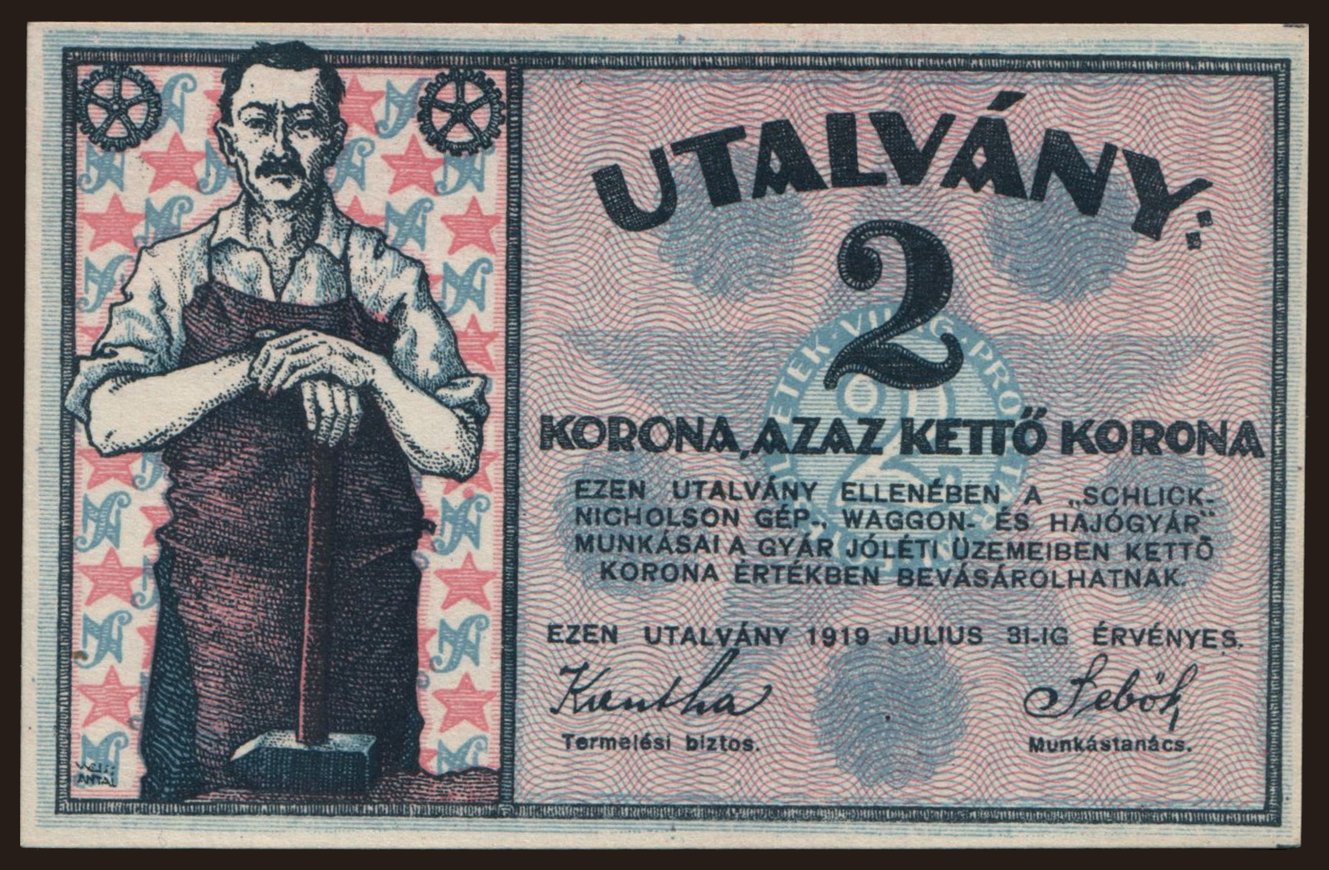 UTALVÁNY:
2
KORONA, AZAZ KETTŐ KORONA
EZEN UTALVÁNY ELLENÉBEN A „SCHLICK-
NICHOLSON GÉP-, WAGGON- ÉS HAJÓGYÁR”
MUNKÁSAI A GYÁR JÓLÉTI ÜZEMEIBEN KETTŐ
KORONA ÉRTÉKBEN BEVÁSÁROLHATNAK.
EZEN UTALVÁNY 1919 JULIUS 31-IG ÉRVÉNYES.
Kuntha Sebők
Termelési biztos. Munkástanács.
ANTAL